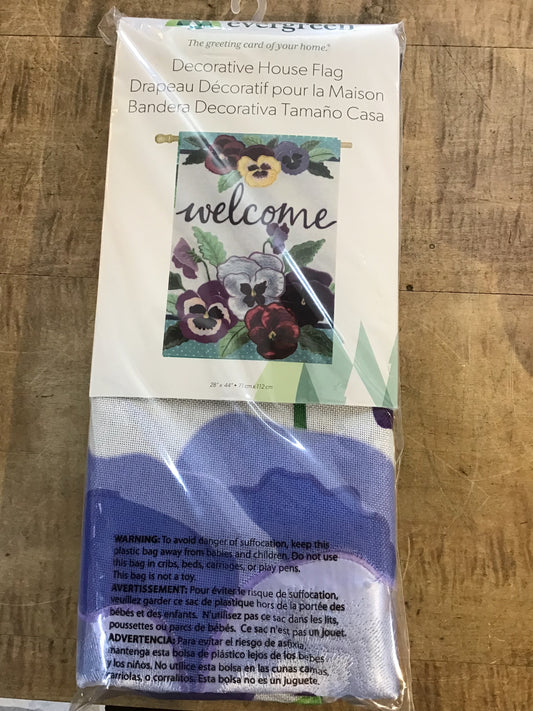 evergreen
The greeting card of your home.®
Decorative House Flag
Drapeau Décoratif pour la Maison
Bandera Decorativa Tamaño Casa
welcome
28" x 44" • 71 cm x 112 cm
WARNING: To avoid danger of suffocation, keep this
plastic bag away from babies and children. Do not use
this bag in cribs, beds, carriages, or play pens.
This bag is not a toy.
AVERTISSEMENT: Pour éviter le risque de suffocation,
veuillez garder ce sac de plastique hors de la portée des
bébés et des enfants. N'utilisez pas ce sac dans les lits,
poussettes ou parcs de bébés. Ce sac n'est pas un jouet.
ADVERTENCIA: Para evitar el riesgo de asfixia,
mantenga esta bolsa de plástico lejos de los bebés
y los niños. No utilice esta bolsa en las cunas camas,
carriolas, o corralitos. Esta bolsa no es un juguete.